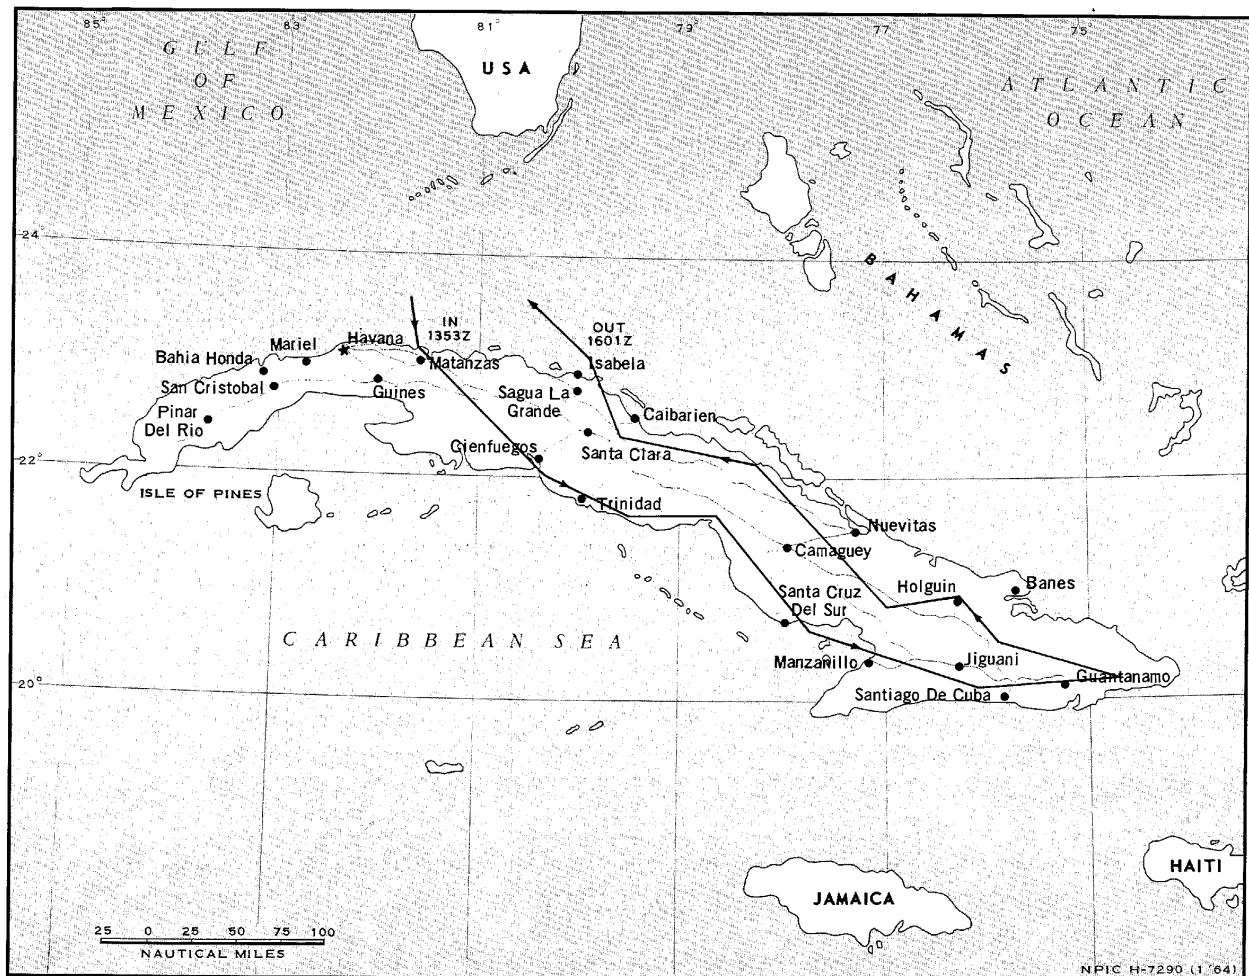 85°
83
81
79
77
75
GULF
OF
MEXICO
USA
ATLANTIC
OCEAN
24°
BAHAMAS
IN
1353Z
OUT
1601Z
Havana
Mariel
Bahia Honda
Matanzas
Isabela
San Cristobal
Guines
Sagua La
Grande
Pinar
Del Rio
Caibarien
Cienfuegos
Santa Clara
22°
ISLE OF PINES
Trinidad
Nuevitas
Camaguey
Holguin
Banes
Santa Cruz
Del Sur
CARIBBEAN SEA
Manzanillo
Jiguani
Guantanamo
20°
Santiago De Cuba
HAITI
JAMAICA
25 0 25 50 75 100
NAUTICAL MILES
NPIC H-7290 (1/64)